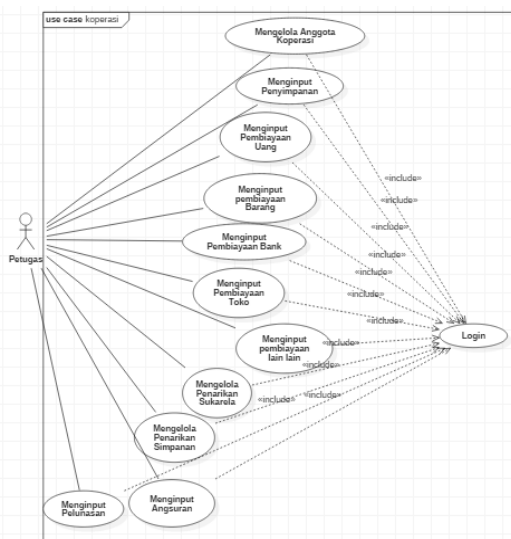 use case koperasi
Mengelola Anggota
Koperasi
Menginput
Penyimpanan
Menginput
Pembiayaan
Uang
Menginput
pembiayaan
Barang
Menginput
Pembiayaan Bank
Menginput
Pembiayaan
Toko
Menginput
pembiayaan
lain lain
Mengelola
Penarikan
Sukarela
Mengelola
Penarikan
Simpanan
Menginput
Pelunasan
Menginput
Angsuran
Petugas
«include»
«include»
«include»
«include»
«include»
«include»
«include»
«include»
«include»
«include»
«include»
Login